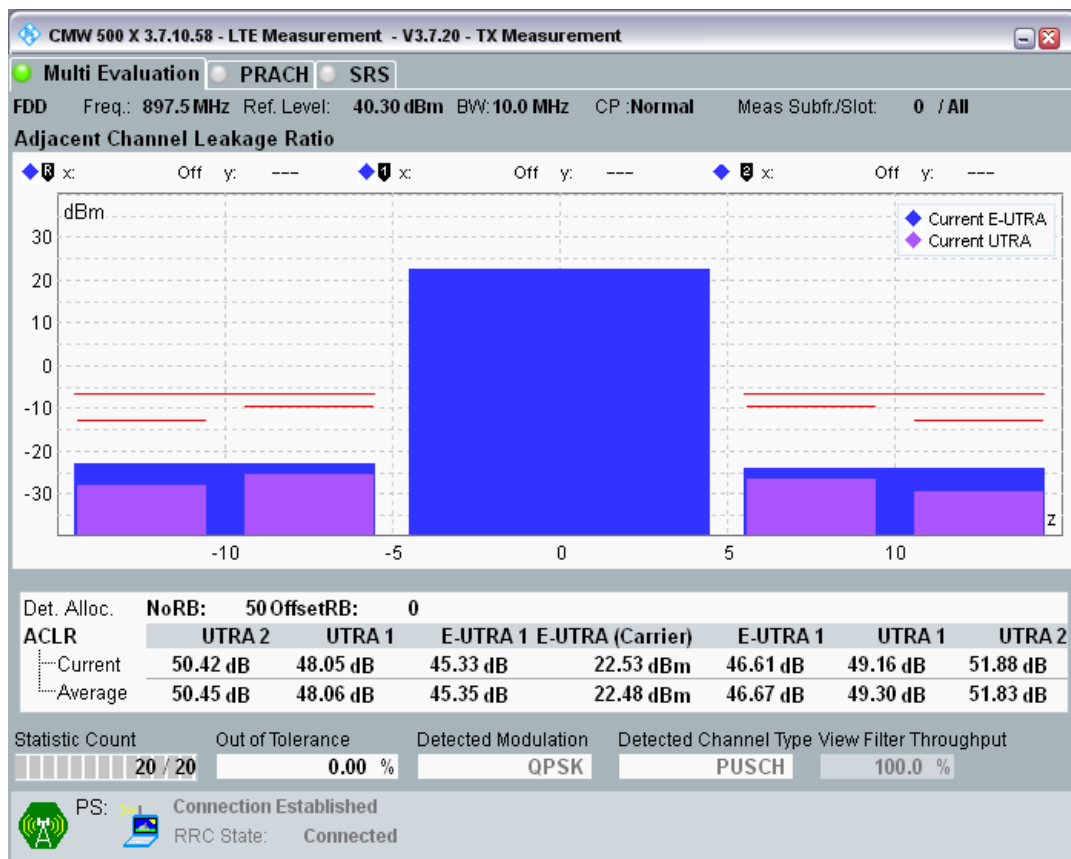 CMW 500 X 3.7.10.58 - LTE Measurement - V3.7.20 - TX Measurement
Multi Evaluation PRACH SRS
FDD Freq.: 897.5 MHz Ref. Level: 40.30 dBm BW: 10.0 MHz CP :Normal Meas Subfr./Slot: 0 / All
Adjacent Channel Leakage Ratio
R x: Off y: --- 1 x: Off y: --- 2 x: Off y: ---
dBm
Current E-UTRA
Current UTRA
30
20
10
0
-10
-20
-30
z
-10 -5 0 5 10
Det. Alloc. NoRB: 50 OffsetRB: 0
ACLR UTRA 2 UTRA 1 E-UTRA 1 E-UTRA (Carrier) E-UTRA 1 UTRA 1 UTRA 2
Current 50.42 dB 48.05 dB 45.33 dB 22.53 dBm 46.61 dB 49.16 dB 51.88 dB
Average 50.45 dB 48.06 dB 45.35 dB 22.48 dBm 46.67 dB 49.30 dB 51.83 dB
Statistic Count Out of Tolerance Detected Modulation Detected Channel Type View Filter Throughput
20 / 20 0.00 % QPSK PUSCH 100.0 %
PS: Connection Established
RRC State: Connected